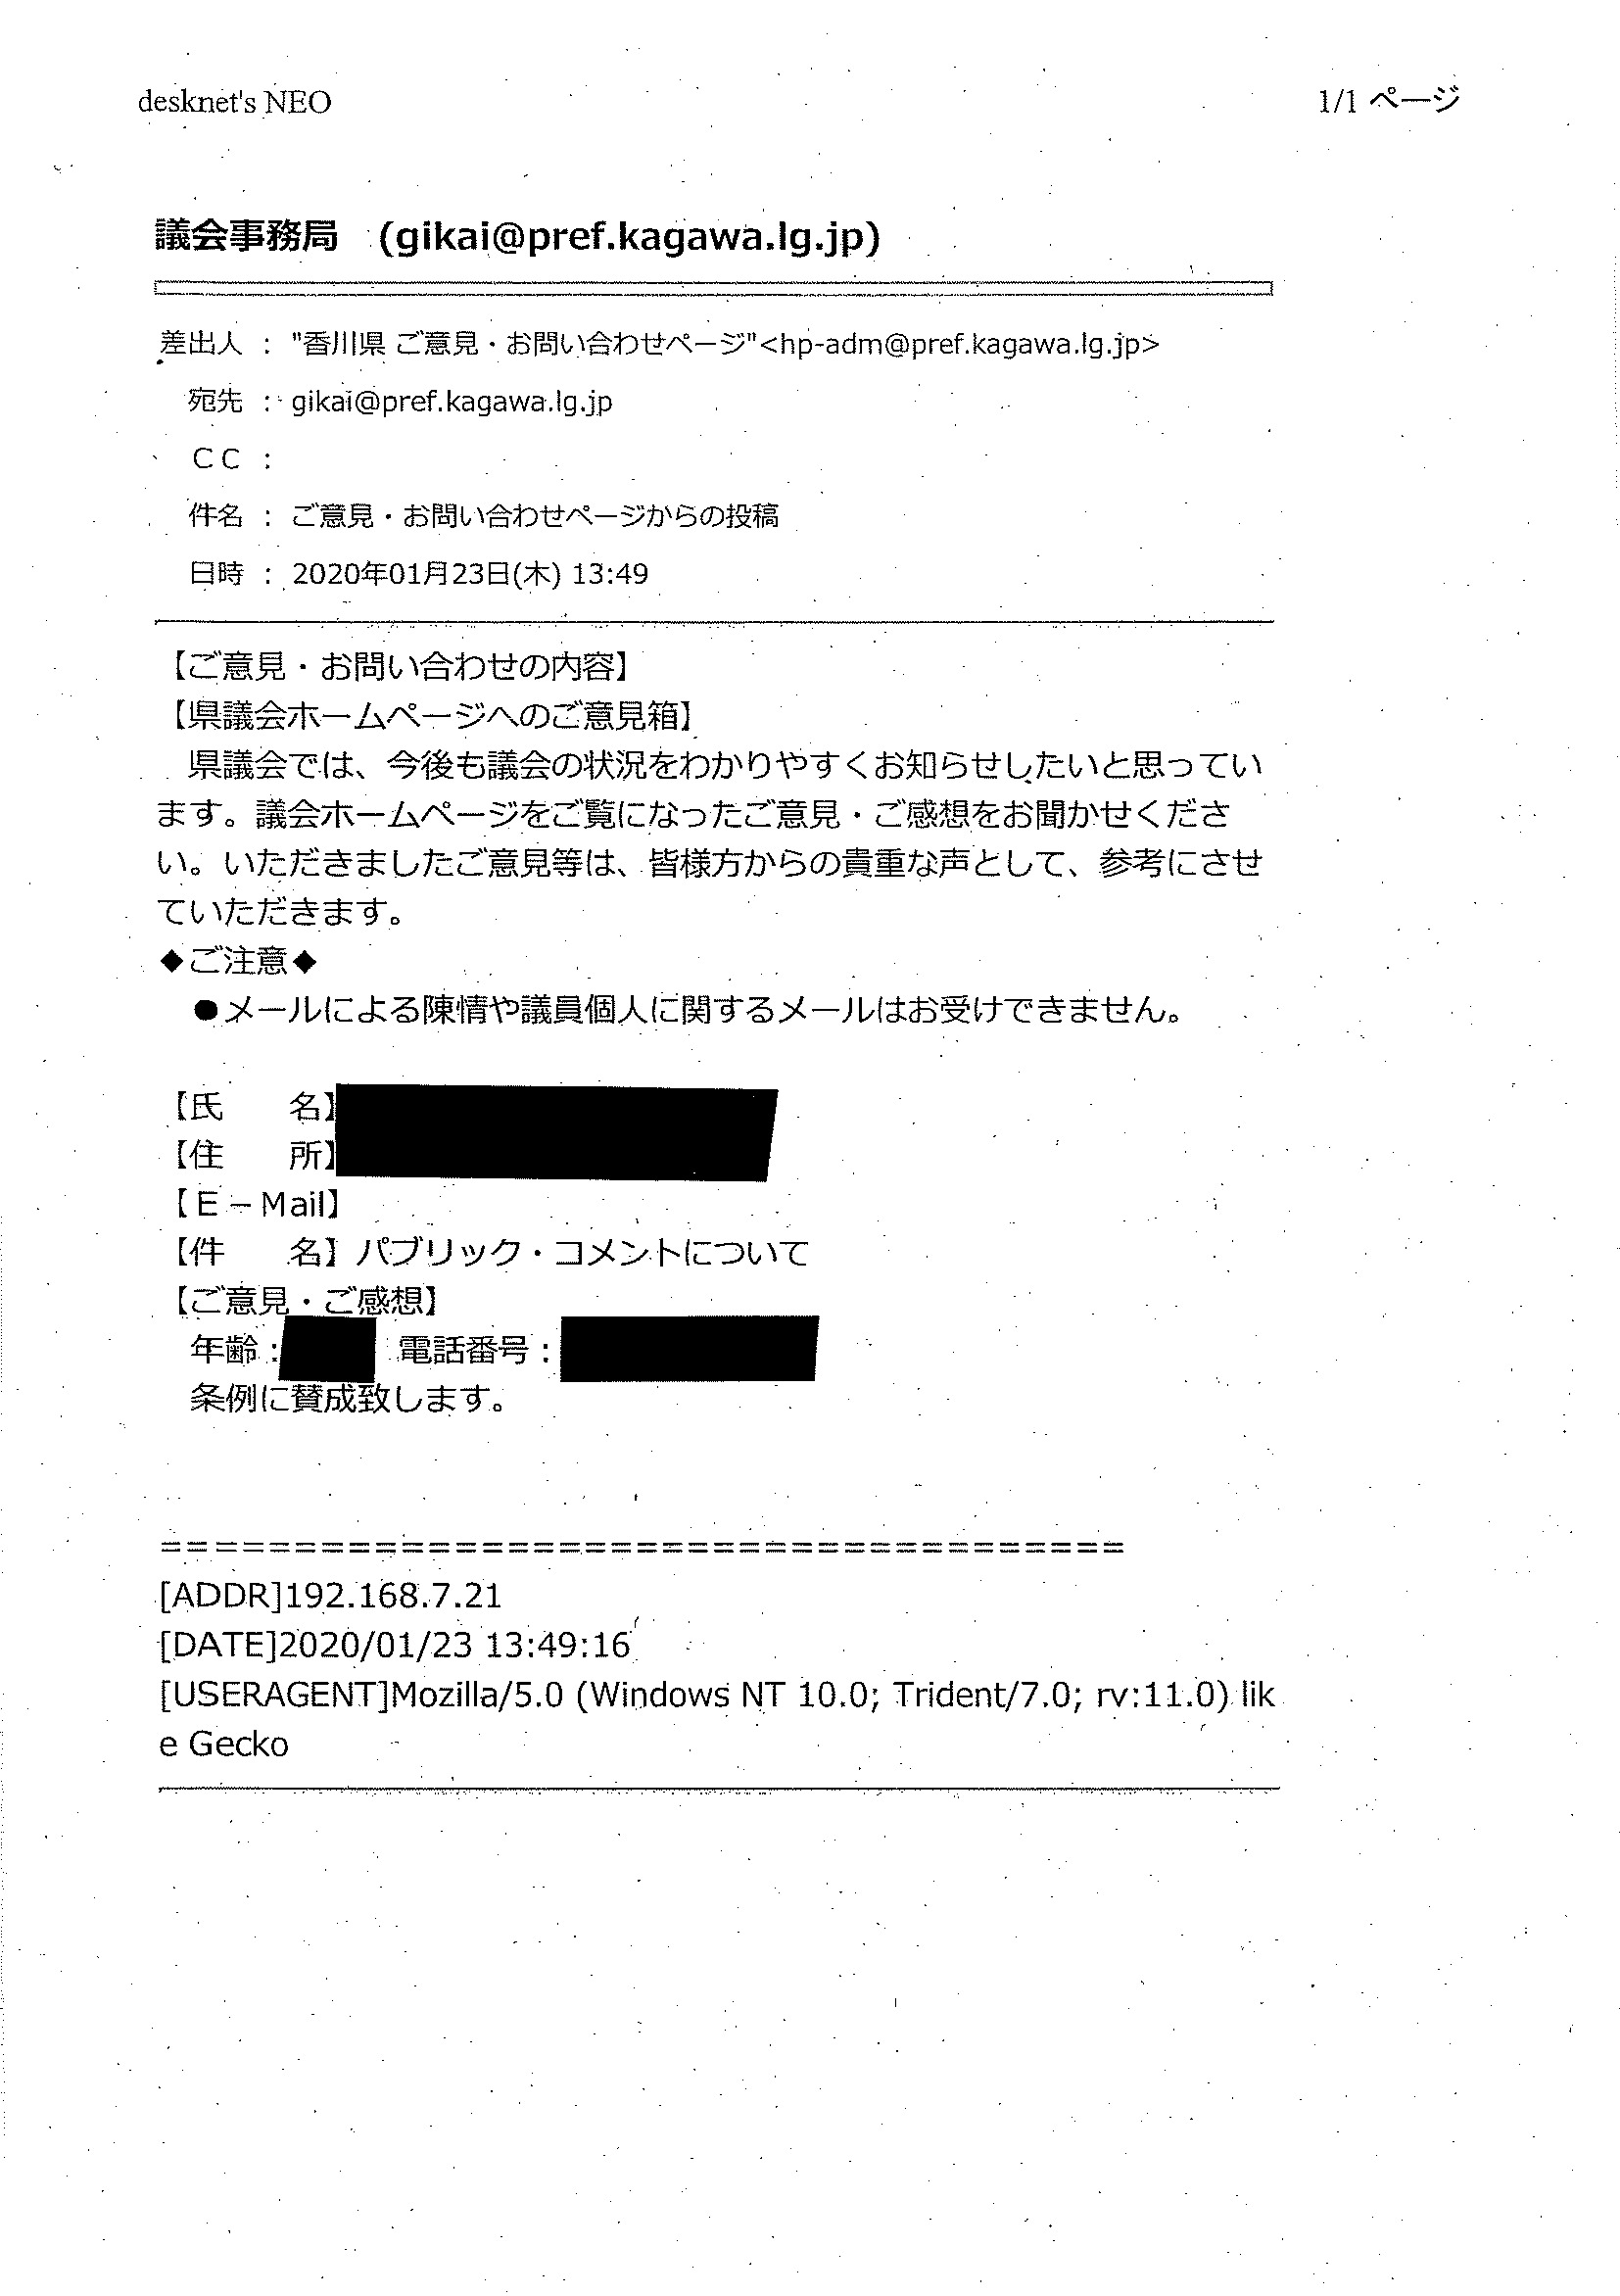 desknet's NEO
1/1 ページ
議会事務局　(gikai@pref.kagawa.lg.jp)
差出人 ： "香川県 ご意見・お問い合わせページ"<hp-adm@pref.kagawa.lg.jp>
宛先 ： gikai@pref.kagawa.lg.jp
ＣＣ ：
件名 ： ご意見・お問い合わせページからの投稿
日時 ： 2020年01月23日(木) 13:49
【ご意見・お問い合わせの内容】
【県議会ホームページへのご意見箱】
　県議会では、今後も議会の状況をわかりやすくお知らせしたいと思ってい
ます。議会ホームページをご覧になったご意見・ご感想をお聞かせくださ
い。いただきましたご意見等は、皆様方からの貴重な声として、参考にさせ
ていただきます。
◆ご注意◆
　●メールによる陳情や議員個人に関するメールはお受けできません。
【氏　　名】
【住　　所】
【Ｅ－Mail】
【件　　名】パブリック・コメントについて
【ご意見・ご感想】
年齢：　電話番号：
条例に賛成致します。
====================================
[ADDR]192.168.7.21
[DATE]2020/01/23 13:49:16
[USERAGENT]Mozilla/5.0 (Windows NT 10.0; Trident/7.0; rv:11.0) lik
e Gecko